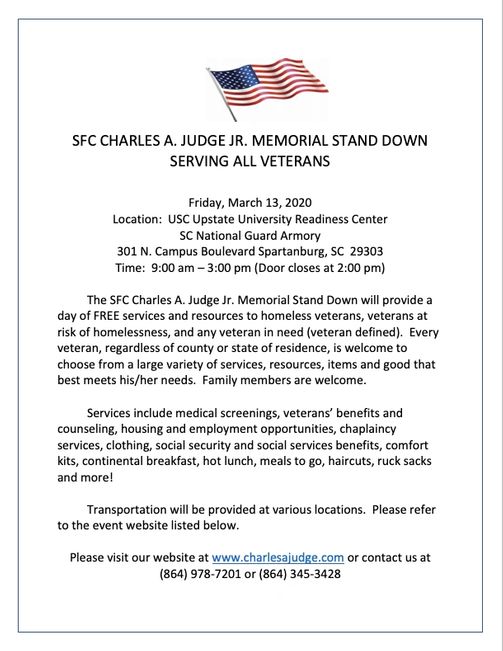 SFC CHARLES A. JUDGE JR. MEMORIAL STAND DOWN
SERVING ALL VETERANS
Friday, March 13, 2020
Location:  USC Upstate University Readiness Center
SC National Guard Armory
301 N. Campus Boulevard Spartanburg, SC  29303
Time:  9:00 am – 3:00 pm (Door closes at 2:00 pm)
The SFC Charles A. Judge Jr. Memorial Stand Down will provide a
day of FREE services and resources to homeless veterans, veterans at
risk of homelessness, and any veteran in need (veteran defined).  Every
veteran, regardless of county or state of residence, is welcome to
choose from a large variety of services, resources, items and good that
best meets his/her needs.  Family members are welcome.
Services include medical screenings, veterans’ benefits and
counseling, housing and employment opportunities, chaplaincy
services, clothing, social security and social services benefits, comfort
kits, continental breakfast, hot lunch, meals to go, haircuts, ruck sacks
and more!
Transportation will be provided at various locations.  Please refer
to the event website listed below.
Please visit our website at www.charlesajudge.com or contact us at
(864) 978-7201 or (864) 345-3428